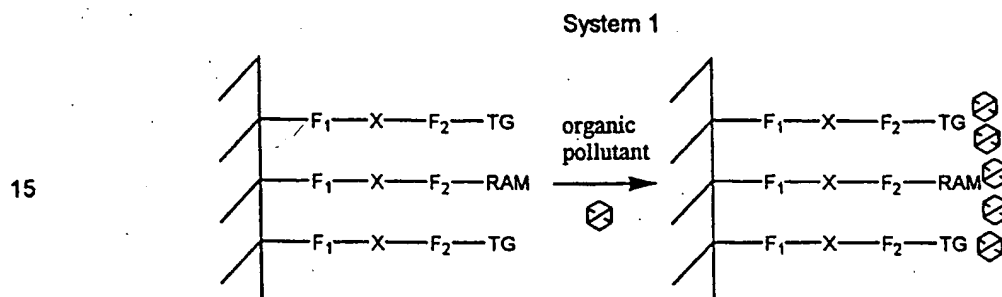 System 1
F₁—X—F₂—TG organic F₁—X—F₂—TG
pollutant
15 F₁—X—F₂—RAM F₁—X—F₂—RAM
F₁—X—F₂—TG F₁—X—F₂—TG